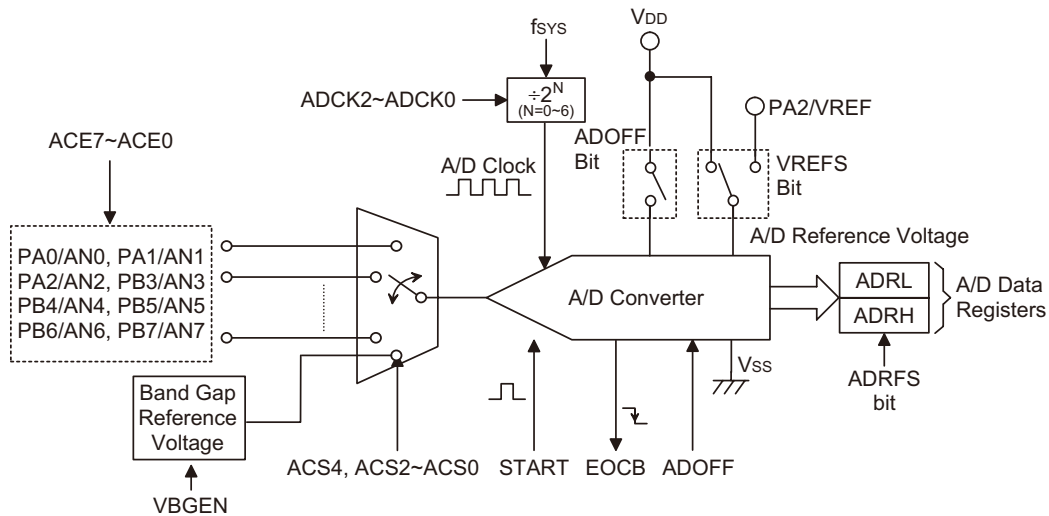 fSYS
VDD
ADCK2~ADCK0
÷2^N
(N=0~6)
PA2/VREF
ACE7~ACE0
ADOFF
Bit
VREFS
Bit
A/D Clock
A/D Reference Voltage
PA0/AN0, PA1/AN1
PA2/AN2, PB3/AN3
PB4/AN4, PB5/AN5
PB6/AN6, PB7/AN7
A/D Converter
ADRL
ADRH
A/D Data
Registers
VSS
ADRFS
bit
Band Gap
Reference
Voltage
ACS4, ACS2~ACS0
START
EOCB
ADOFF
VBGEN